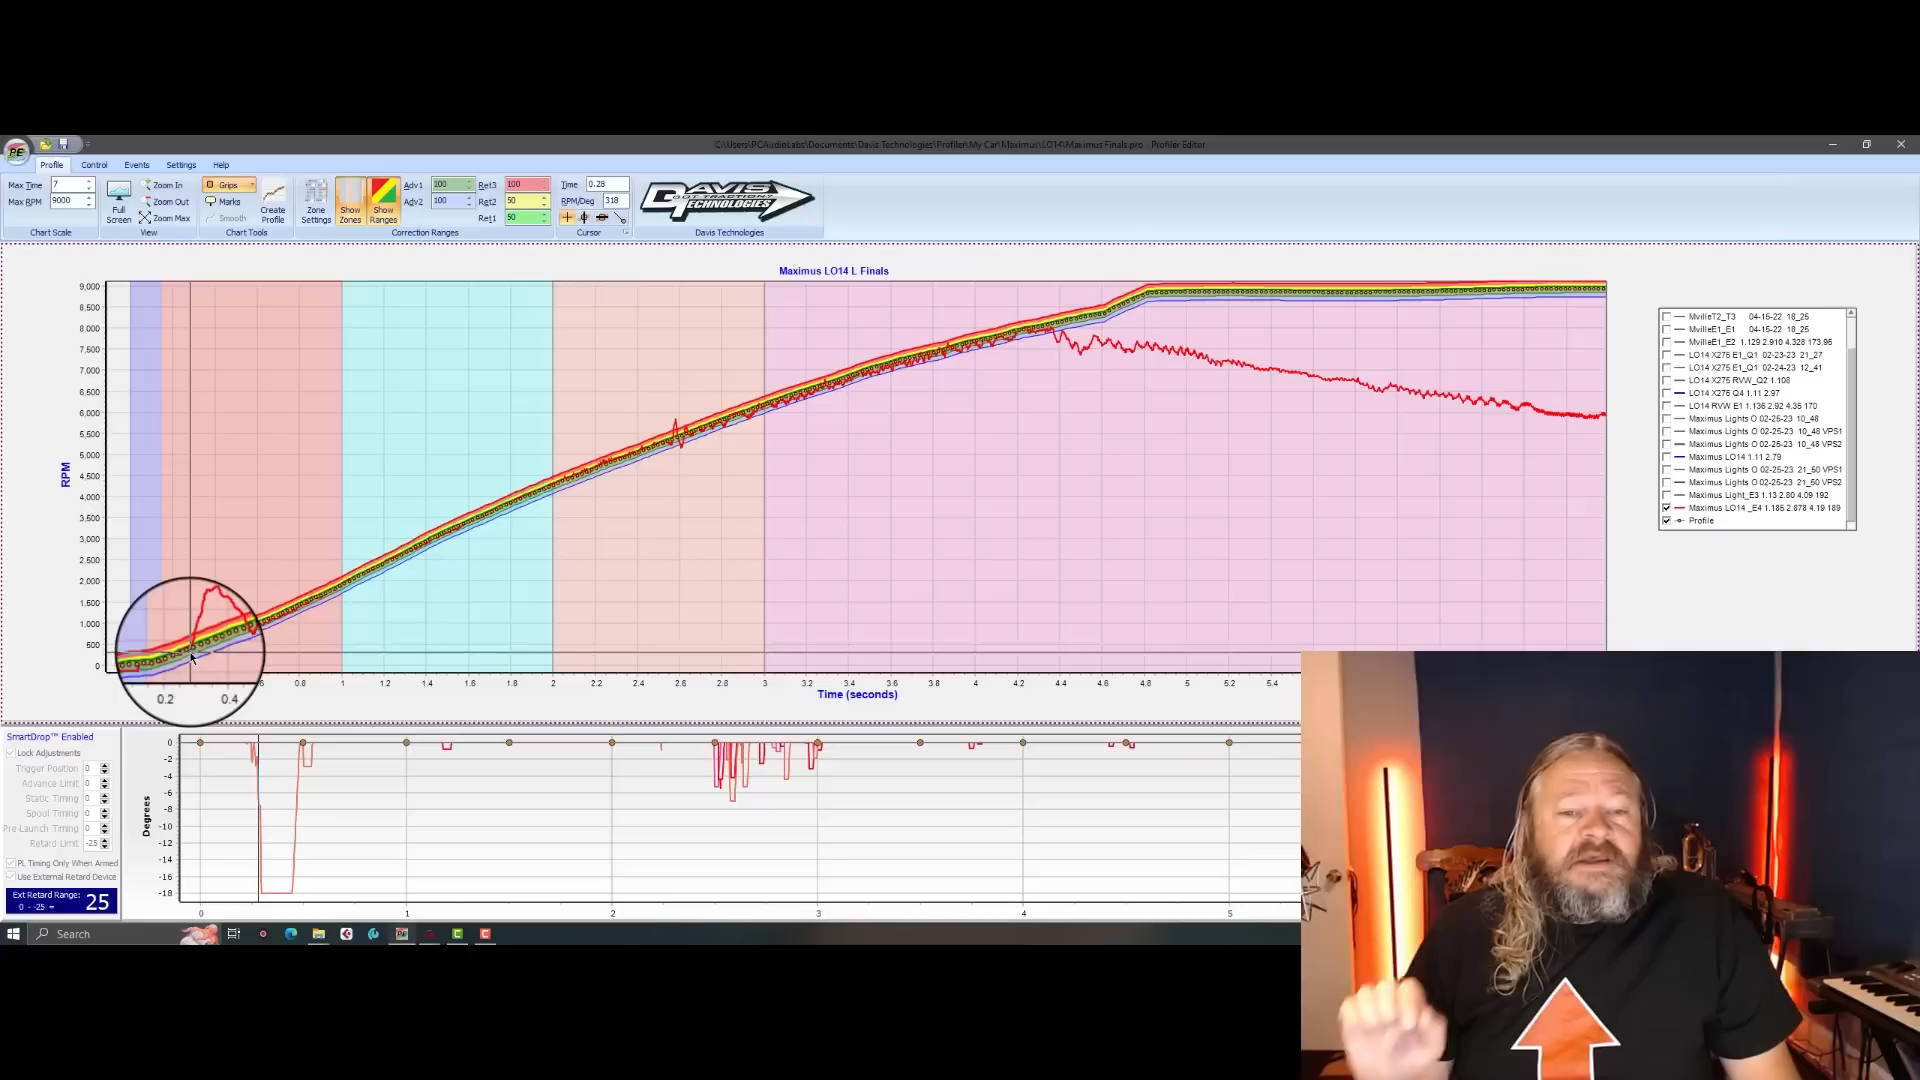 C:\Users\PCAudioLabs\Documents\Davis Technologies\Profiler\My Car\Maximus\LO14\Maximus Finals.pro - Profiler Editor
PE
Profile Control Events Settings Help
Max Time 7
Max RPM 9000
Chart Scale
Full Screen
Zoom In
Zoom Out
Zoom Max
View
Grips
Marks
Smooth
Create Profile
Chart Tools
Zone Settings
Show Zones
Show Ranges
Adv1 100 Ret3 100
Adv2 100 Ret2 50
Ret1 50
Correction Ranges
Time 0.28
RPM/Deg 318
Cursor
DAVIS
TECHNOLOGIES
Davis Technologies
Maximus LO14 L Finals
9,000
8,500
8,000
7,500
7,000
6,500
6,000
5,500
5,000
4,500
4,000
3,500
3,000
2,500
2,000
1,500
1,000
500
0
RPM
0.2 0.4
0.8 1 1.2 1.4 1.6 1.8 2 2.2 2.4 2.6 2.8 3 3.2 3.4 3.6 3.8 4 4.2 4.4 4.6 4.8 5 5.2 5.4
Time (seconds)
MvilleT2_T3 04-15-22 18_25
MvilleE1_E1 04-15-22 18_25
MvilleE1_E2 1.129 2.910 4.328 173.95
LO14 X275 E1_Q1 02-23-23 21_27
LO14 X275 E1_Q1 02-24-23 12_41
LO14 X275 RVW_Q2 1.108
LO14 X275 Q4 1.11 2.97
LO14 RVW E1 1.136 2.92 4.35 170
Maximus Lights O 02-25-23 10_48
Maximus Lights O 02-25-23 10_48 VPS1
Maximus Lights O 02-25-23 10_48 VPS2
Maximus LO14 1.11 2.79
Maximus Lights O 02-25-23 21_50 VPS1
Maximus Lights O 02-25-23 21_50 VPS2
Maximus Light_E3 1.13 2.80 4.09 192
Maximus LO14 _E4 1.185 2.878 4.19 189
Profile
SmartDrop™ Enabled
Lock Adjustments
Trigger Position 0
Advance Limit 0
Static Timing 0
Spool Timing 0
Pre-Launch Timing 0
Retard Limit -25
PL Timing Only When Armed
Use External Retard Device
Ext Retard Range:
0 - -25 = 25
Degrees
0
-2
-4
-6
-8
-10
-12
-14
-16
-18
0 1 2 3 4 5
Search
PE